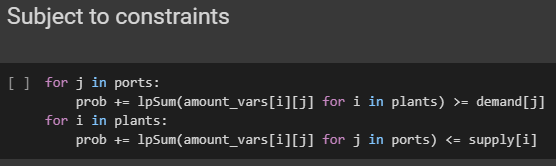 Subject to constraints
[ ] for j in ports:
        prob += lpSum(amount_vars[i][j] for i in plants) >= demand[j]
    for i in plants:
        prob += lpSum(amount_vars[i][j] for j in ports) <= supply[i]